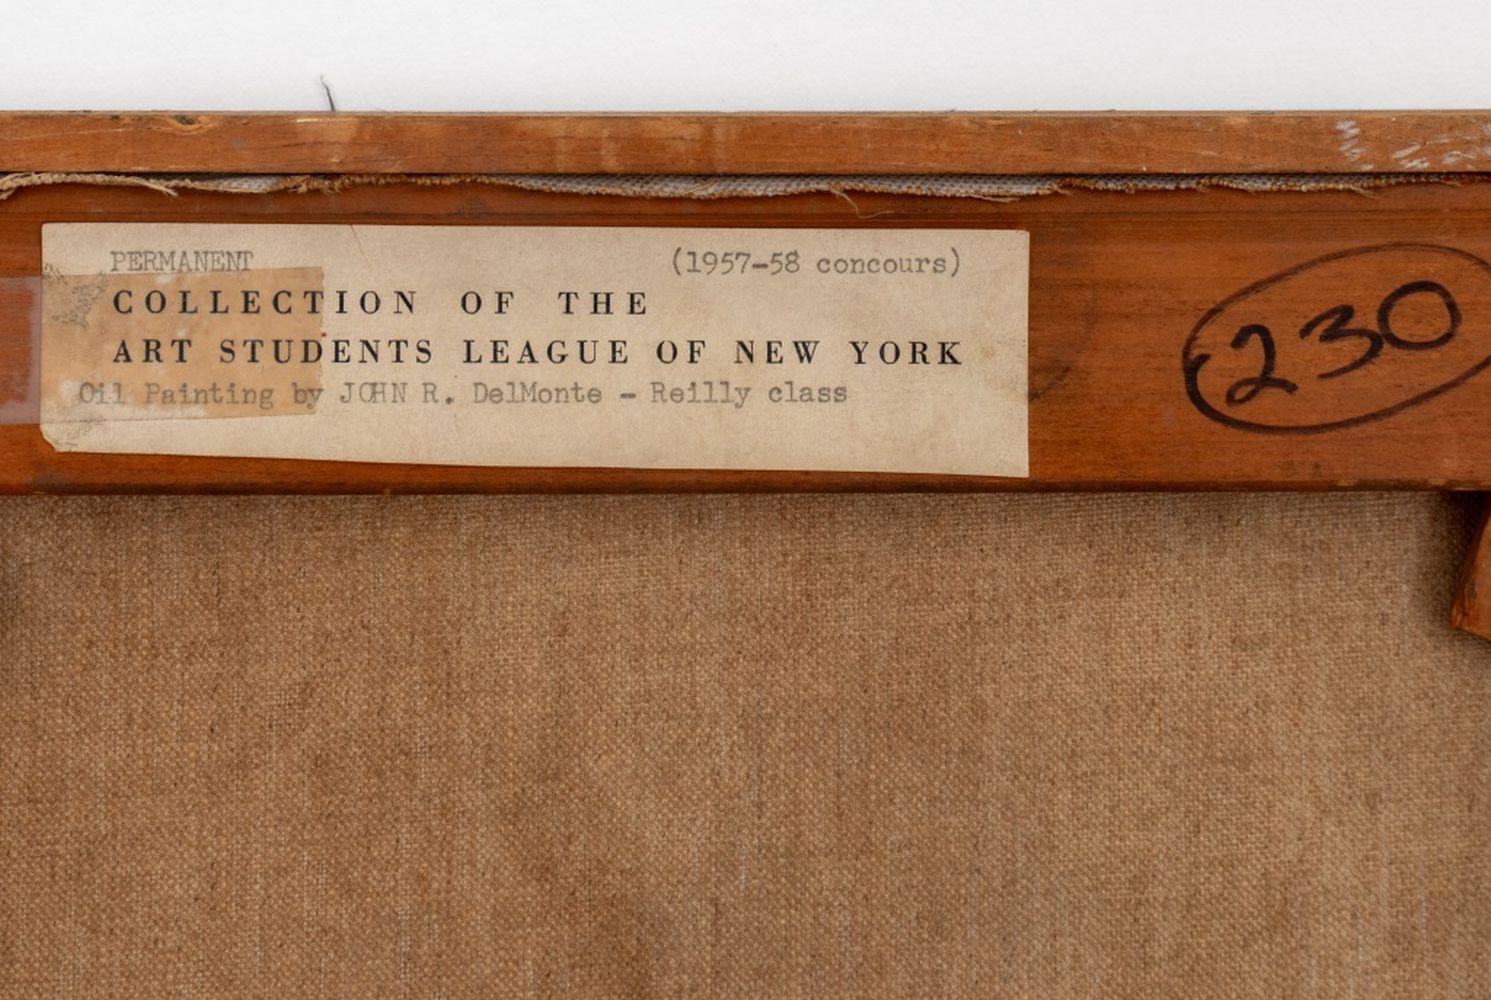 PERMANENT (1957-58 concours)
COLLECTION OF THE
ART STUDENTS LEAGUE OF NEW YORK
Oil Painting by JOHN R. DelMonte - Reilly class
230